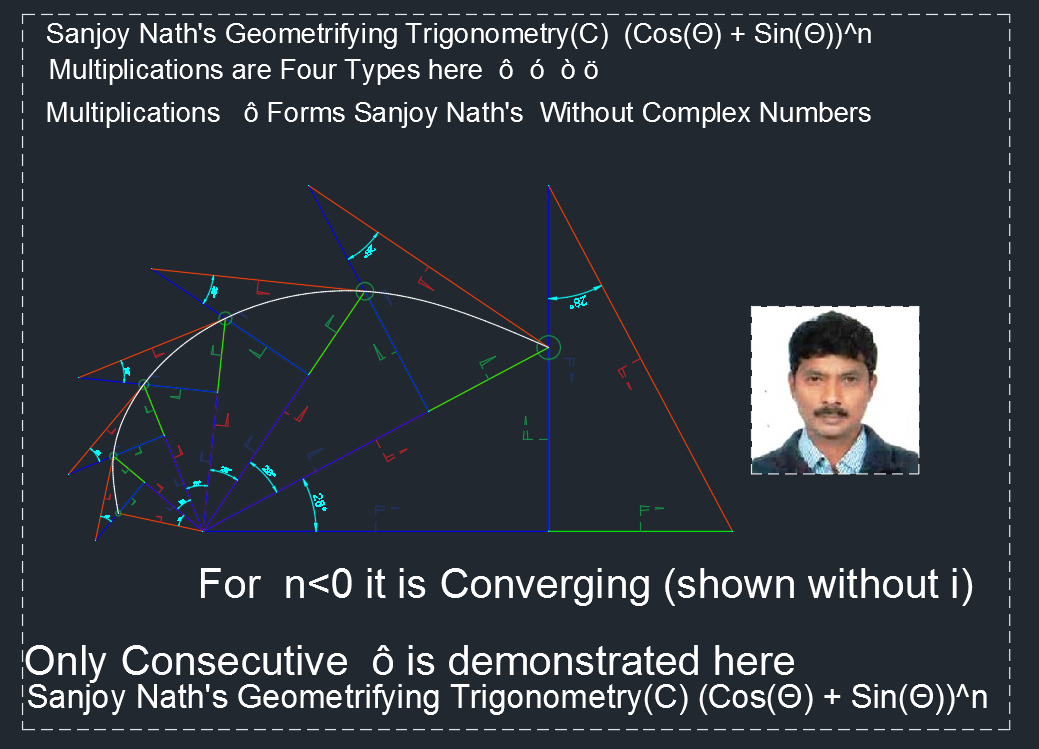 Sanjoy Nath's Geometrifying Trigonometry(C) (Cos(Θ) + Sin(Θ))^n
Multiplications are Four Types here ô ó ò ö
Multiplications ô Forms Sanjoy Nath's Without Complex Numbers
28°
28°
28°
28°
28°
For n<0 it is Converging (shown without i)
Only Consecutive ô is demonstrated here
Sanjoy Nath's Geometrifying Trigonometry(C) (Cos(Θ) + Sin(Θ))^n